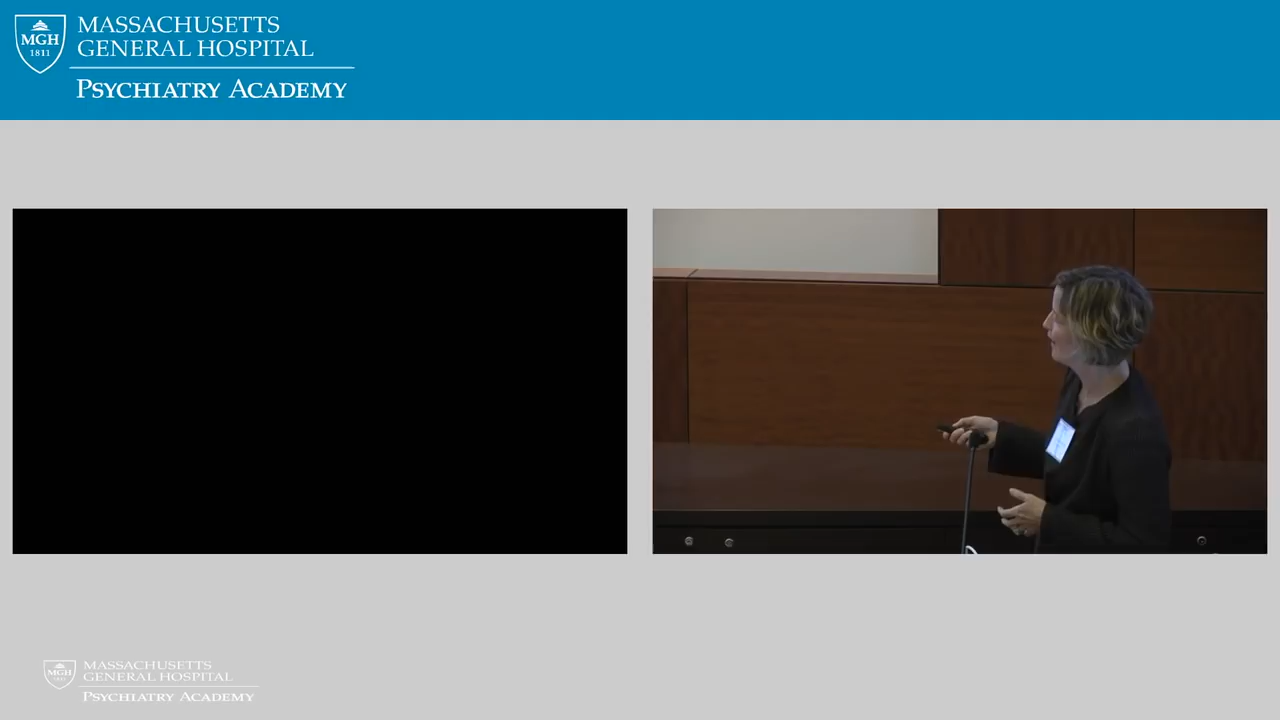 MASSACHUSETTS
GENERAL HOSPITAL
PSYCHIATRY ACADEMY
MGH
1811
MASSACHUSETTS
GENERAL HOSPITAL
PSYCHIATRY ACADEMY
MGH
1811